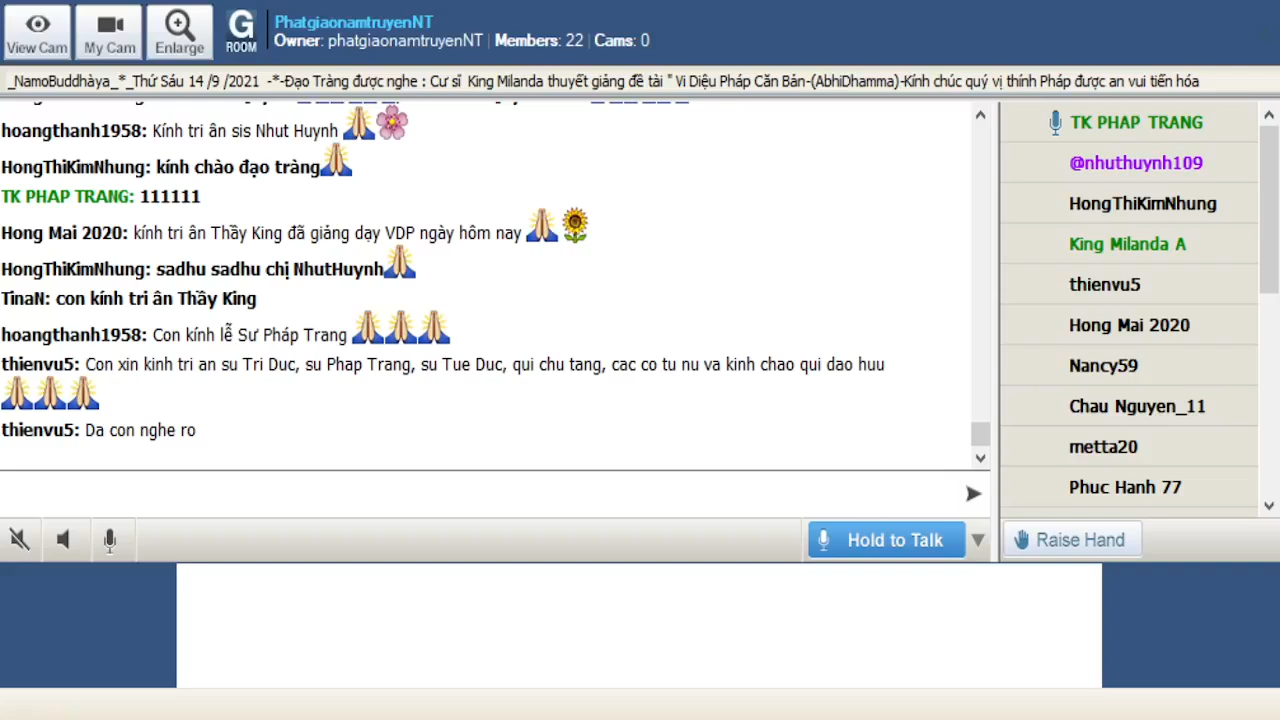 PhatgiaonamtruyenNT
Owner: phatgiaonamtruyenNT | Members: 22 | Cams: 0
View Cam
My Cam
Enlarge
G
ROOM
_NamoBuddhàya_*_Thứ Sáu 14 /9 /2021 -*-Đạo Tràng được nghe : Cư sĩ King Milanda thuyết giảng đề tài " Vi Diệu Pháp Căn Bản-(AbhiDhamma)-Kính chúc quý vị thính Pháp được an vui tiến hóa
hoangthanh1958: Kính tri ân sis Nhut Huynh
HongThiKimNhung: kính chào đạo tràng
TK PHAP TRANG: 111111
Hong Mai 2020: kính tri ân Thầy King đã giảng dạy VDP ngày hôm nay
HongThiKimNhung: sadhu sadhu chị NhutHuynh
TinaN: con kính tri ân Thầy King
hoangthanh1958: Con kính lễ Sư Pháp Trang
thienvu5: Con xin kinh tri an su Tri Duc, su Phap Trang, su Tue Duc, qui chu tang, cac co tu nu va kinh chao qui dao huu
thienvu5: Da con nghe ro
TK PHAP TRANG
@nhuthuynh109
HongThiKimNhung
King Milanda A
thienvu5
Hong Mai 2020
Nancy59
Chau Nguyen_11
metta20
Phuc Hanh 77
Hold to Talk
Raise Hand